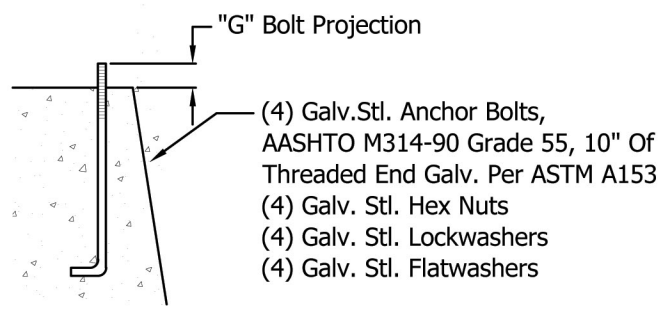 "G" Bolt Projection
(4) Galv.Stl. Anchor Bolts,
AASHTO M314-90 Grade 55, 10" Of
Threaded End Galv. Per ASTM A153
(4) Galv. Stl. Hex Nuts
(4) Galv. Stl. Lockwashers
(4) Galv. Stl. Flatwashers